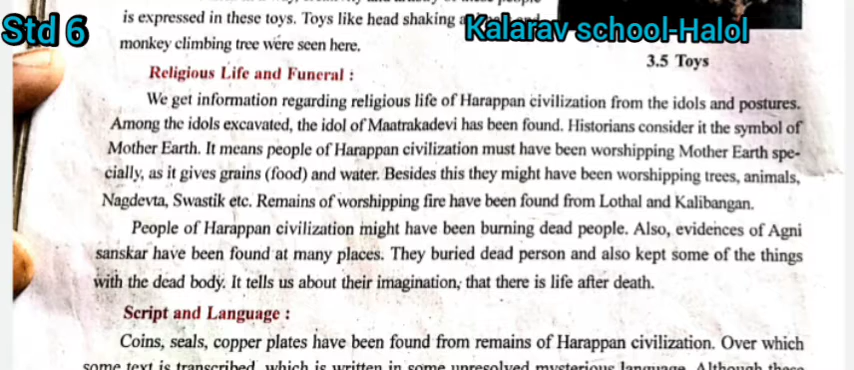 is expressed in these toys. Toys like head shaking
Std 6
Kalarav school-Halol
monkey climbing tree were seen here.
3.5 Toys
Religious Life and Funeral :
We get information regarding religious life of Harappan civilization from the idols and postures.
Among the idols excavated, the idol of Maatrakadevi has been found. Historians consider it the symbol of
Mother Earth. It means people of Harappan civilization must have been worshipping Mother Earth spe-
cially, as it gives grains (food) and water. Besides this they might have been worshipping trees, animals,
Nagdevta, Swastik etc. Remains of worshipping fire have been found from Lothal and Kalibangan.
People of Harappan civilization might have been burning dead people. Also, evidences of Agni
sanskar have been found at many places. They buried dead person and also kept some of the things
with the dead body. It tells us about their imagination, that there is life after death.
Script and Language :
Coins, seals, copper plates have been found from remains of Harappan civilization. Over which
some text is transcribed, which is written in some unresolved mysterious language. Although these